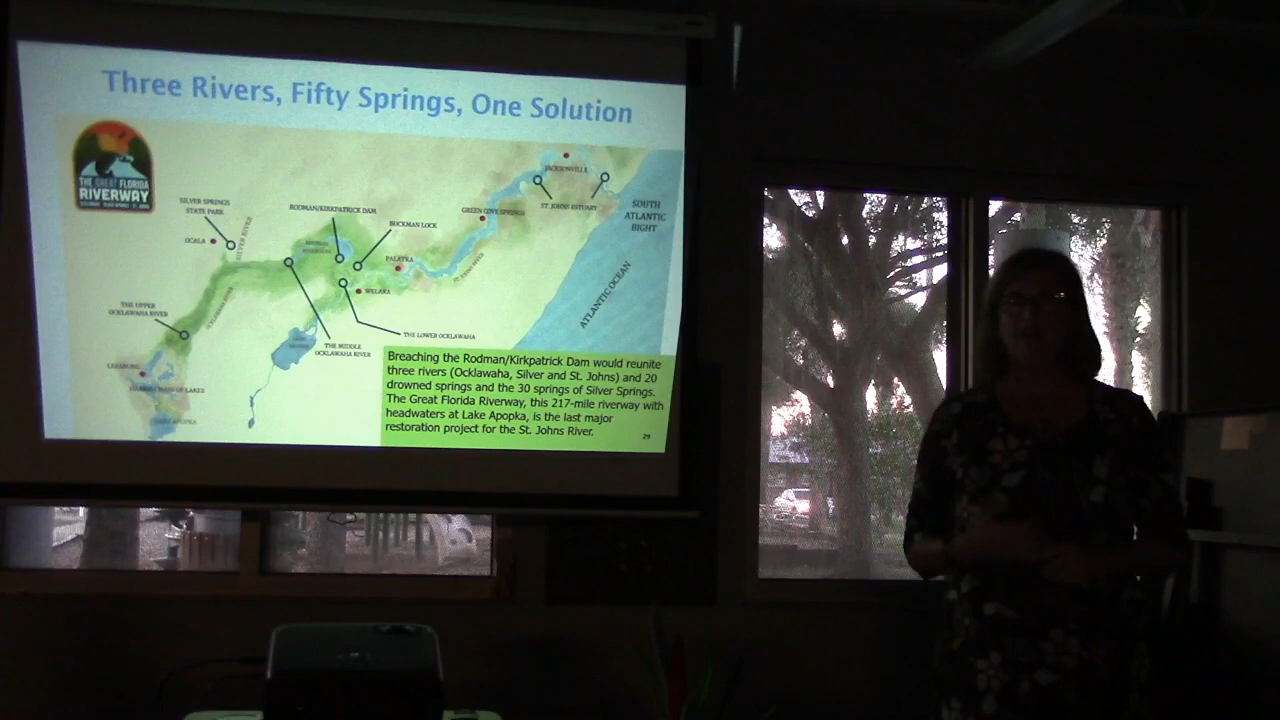 Three Rivers, Fifty Springs, One Solution
THE GREAT FLORIDA
RIVERWAY
JACKSONVILLE
ST. JOHNS ESTUARY
SOUTH
ATLANTIC
BIGHT
SILVER SPRINGS
STATE PARK
RODMAN/KIRKPATRICK DAM
GREEN COVE SPRINGS
BUCKMAN LOCK
OCALA
SILVER RIVER
PALATKA
ATLANTIC OCEAN
WELAKA
OCKLAWAHA RIVER
THE UPPER
OCKLAWAHA RIVER
THE LOWER OCKLAWAHA
THE MIDDLE
OCKLAWAHA RIVER
LEESBURG
LAKE APOPKA
Breaching the Rodman/Kirkpatrick Dam would reunite
three rivers (Ocklawaha, Silver and St. Johns) and 20
drowned springs and the 30 springs of Silver Springs.
The Great Florida Riverway, this 217-mile riverway with
headwaters at Lake Apopka, is the last major
restoration project for the St. Johns River.
29